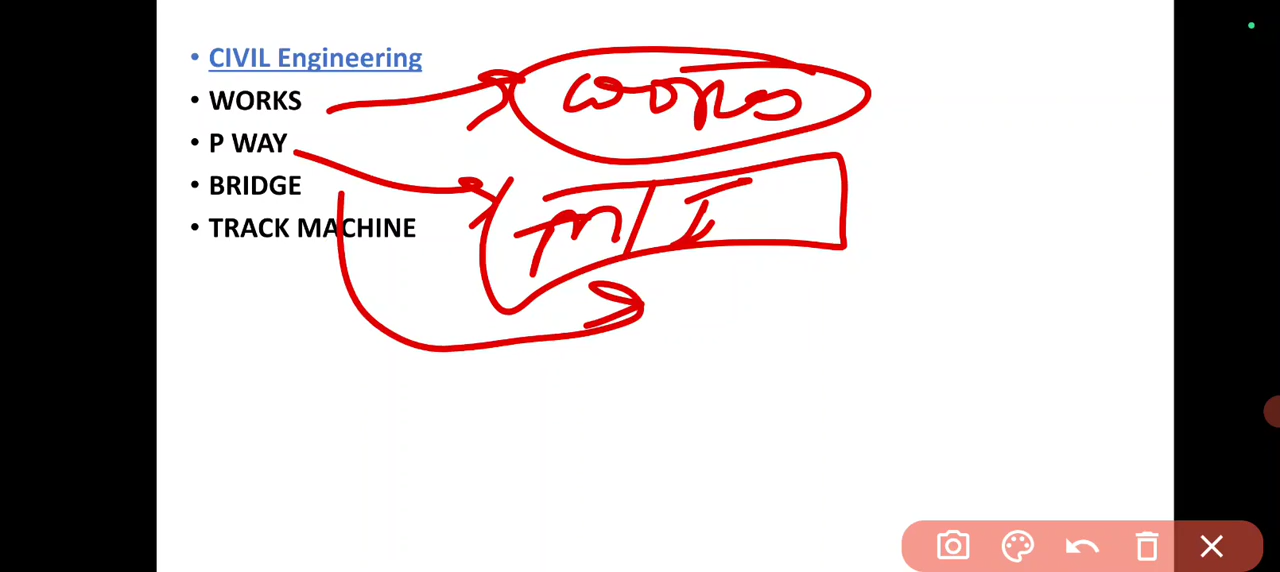 • CIVIL Engineering
• WORKS
works
• P WAY
• BRIDGE
m/I
• TRACK MACHINE